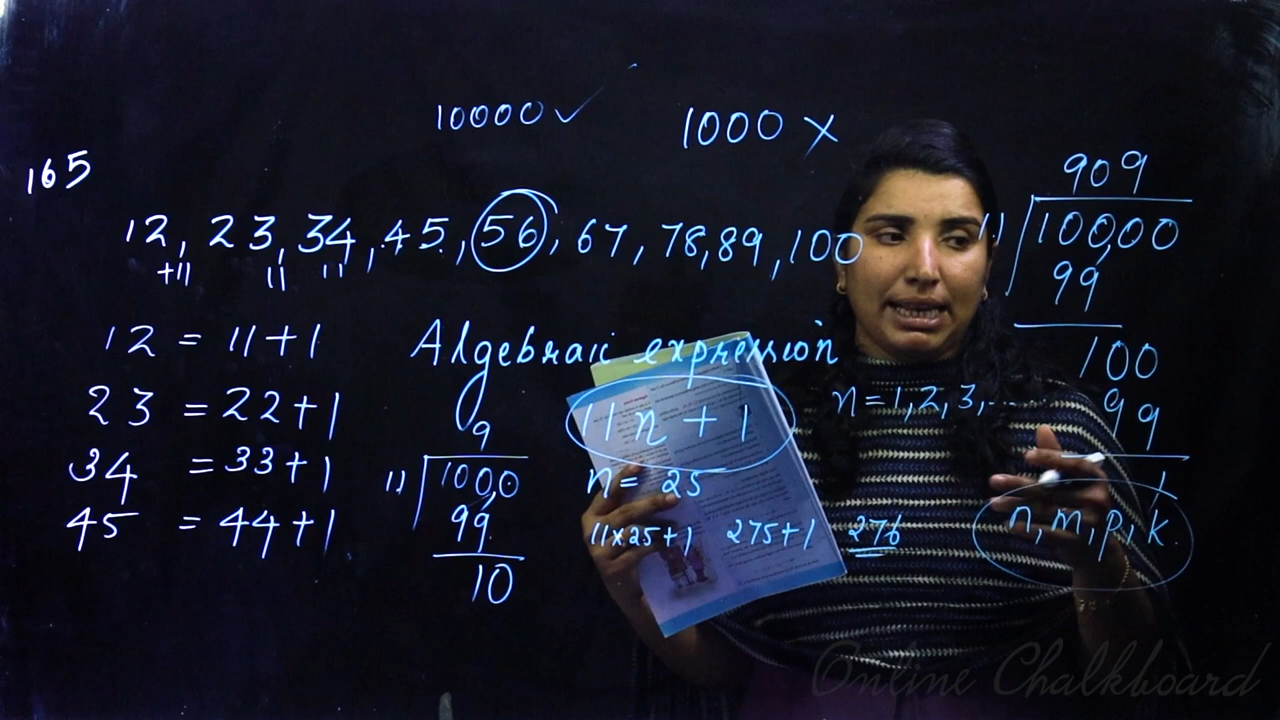 10000 ✓ 1000 ✗
165
12, 23, 34, 45, 56, 67, 78, 89, 100
+11 11 11
12 = 11+1
23 = 22+1
34 = 33+1
45 = 44+1
Algebraic expression
11n + 1
n = 1, 2, 3, ......
n = 25
11×25+1 275+1 276
9
11 1000
99
10
909
11 10,000
99
100
99
1
n, m, p, k
Online Chalkboard